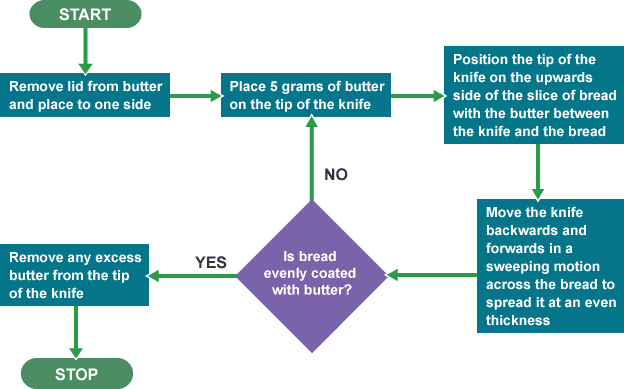 START
Remove lid from butter
and place to one side
Place 5 grams of butter
on the tip of the knife
Position the tip of the
knife on the upwards
side of the slice of bread
with the butter between
the knife and the bread
Move the knife
backwards and
forwards in a
sweeping motion
across the bread to
spread it at an even
thickness
Is bread
evenly coated
with butter?
NO
YES
Remove any excess
butter from the tip
of the knife
STOP